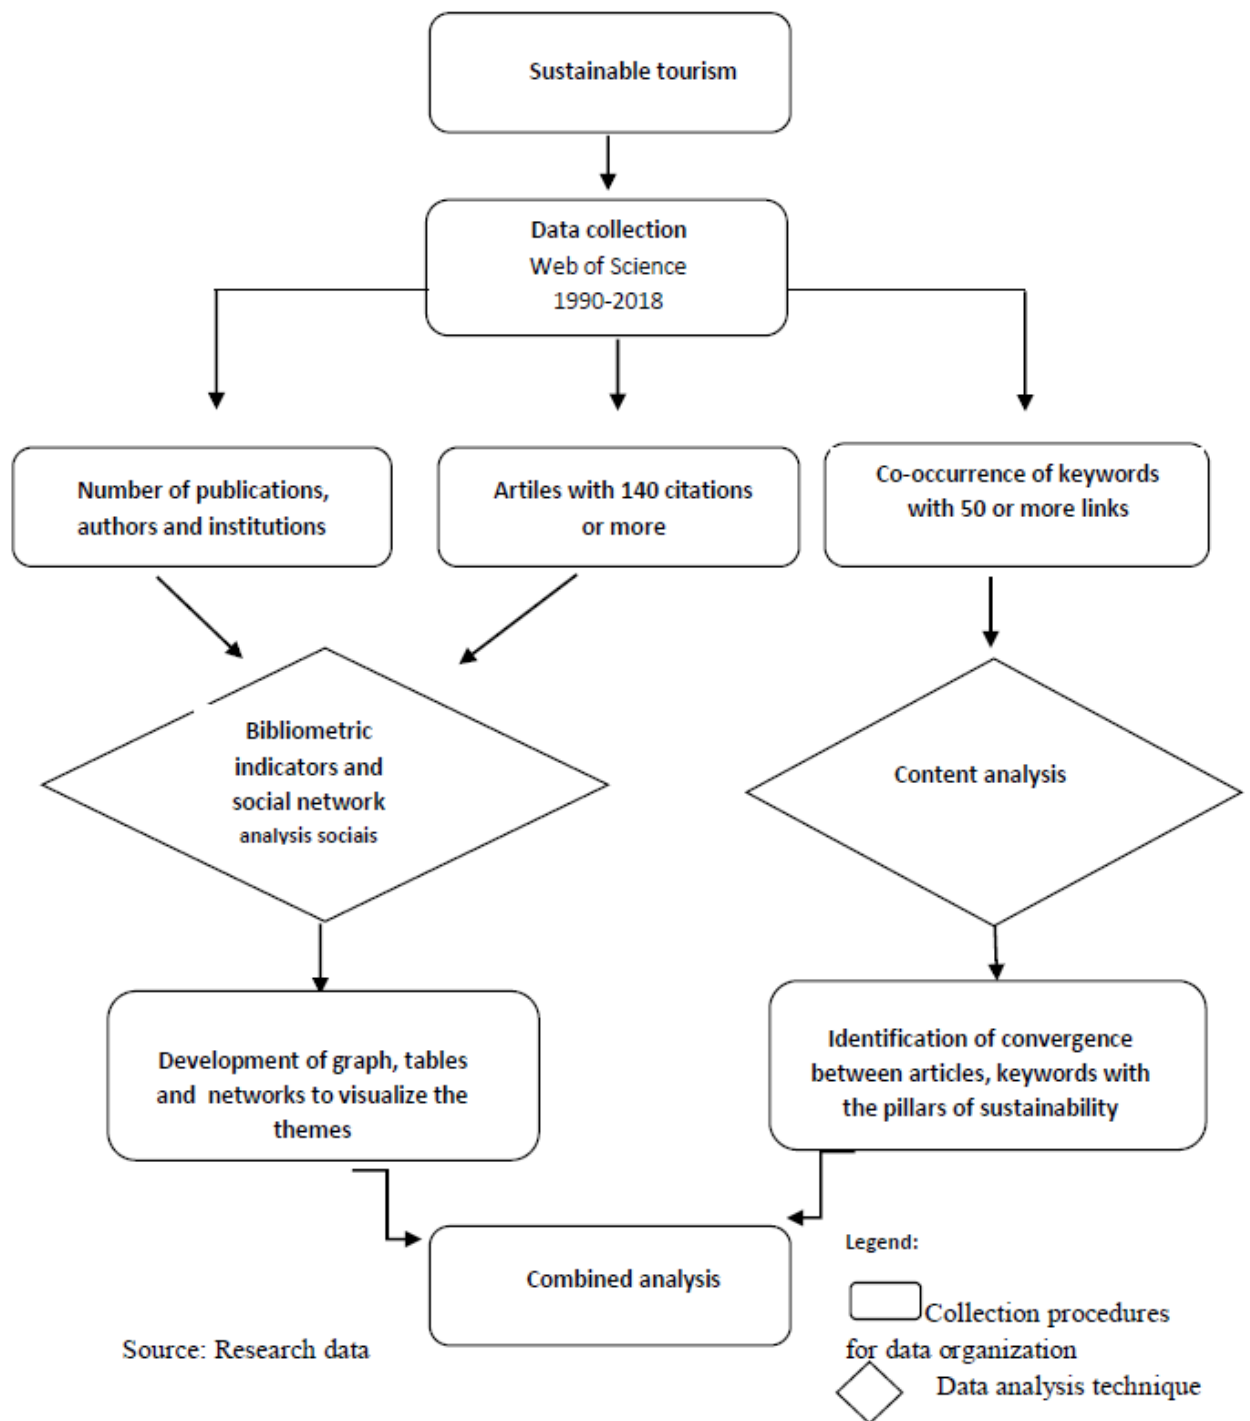 Sustainable tourism
Data collection
Web of Science
1990-2018
Number of publications,
authors and institutions
Artiles with 140 citations
or more
Co-occurrence of keywords
with 50 or more links
Bibliometric
indicators and
social network
analysis sociais
Content analysis
Development of graph, tables
and networks to visualize the
themes
Identification of convergence
between articles, keywords with
the pillars of sustainability
Combined analysis
Legend:
Collection procedures
for data organization
Data analysis technique
Source: Research data